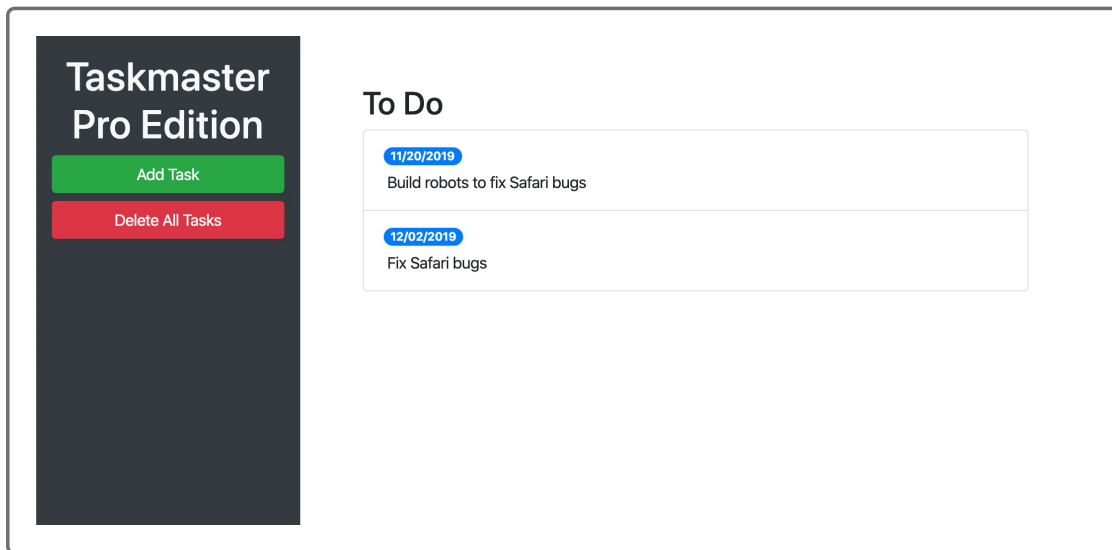 Taskmaster
Pro Edition
Add Task
Delete All Tasks
To Do
11/20/2019
Build robots to fix Safari bugs
12/02/2019
Fix Safari bugs